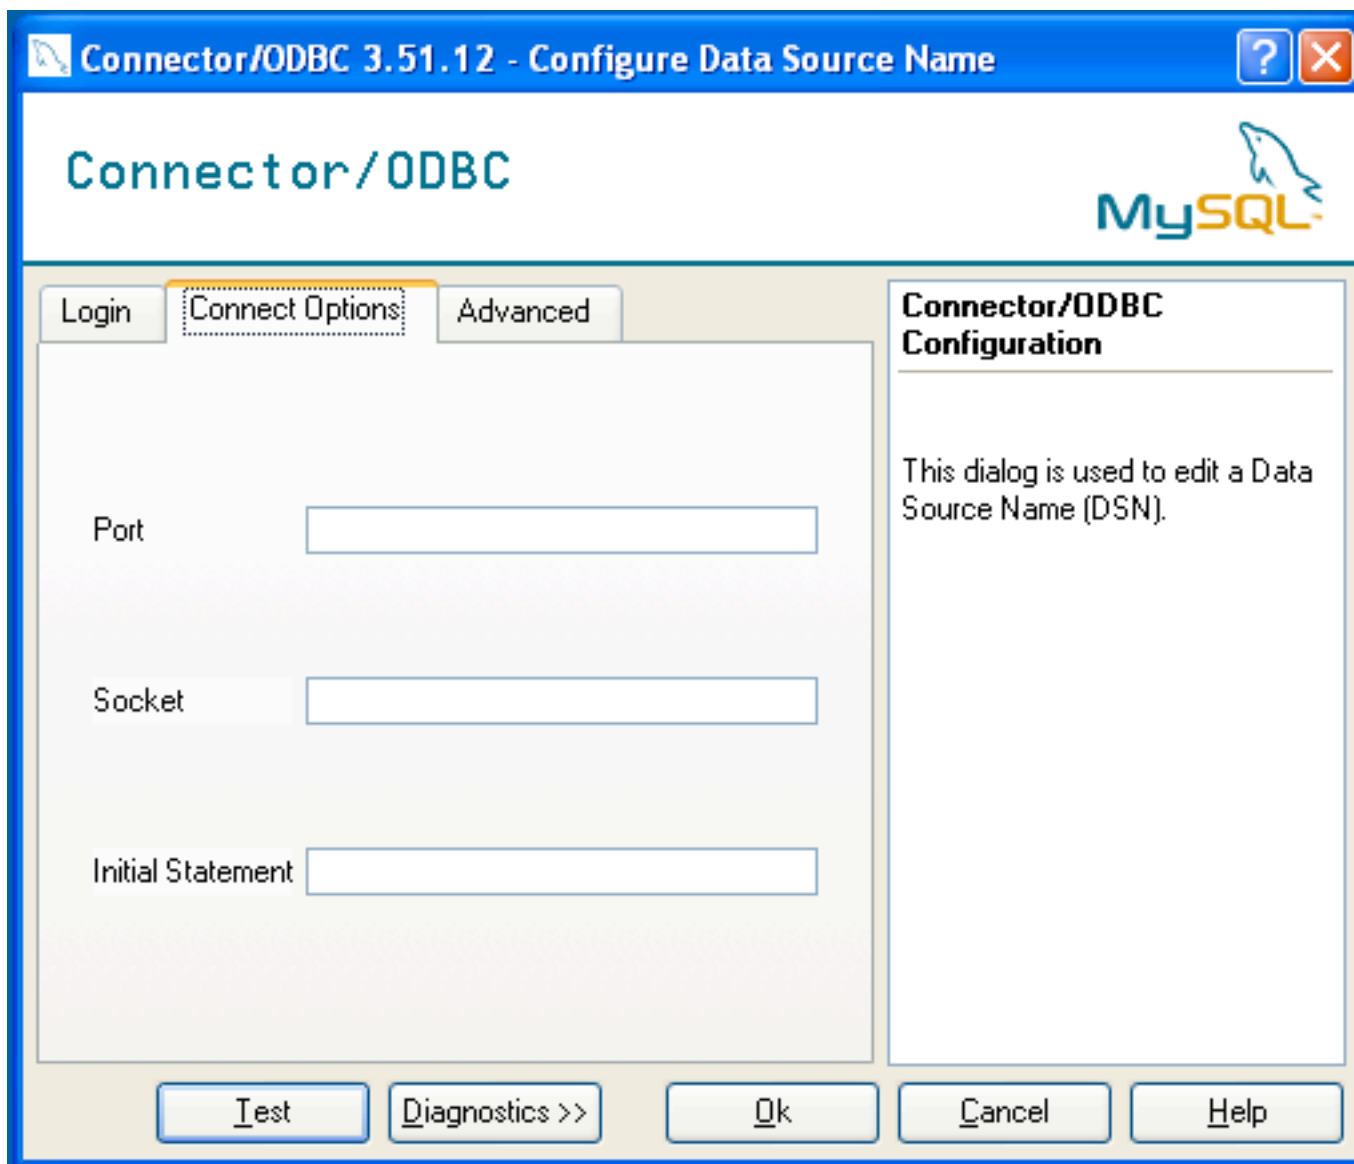 Connector/ODBC 3.51.12 - Configure Data Source Name
?
Connector/ODBC
MySQL
Login
Connect Options
Advanced
Port
Socket
Initial Statement
Connector/ODBC
Configuration
This dialog is used to edit a Data
Source Name (DSN).
Test
Diagnostics >>
Ok
Cancel
Help